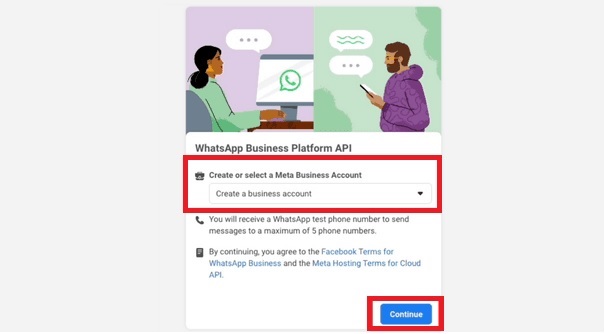 WhatsApp Business Platform API
Create or select a Meta Business Account
Create a business account
You will receive a WhatsApp test phone number to send
messages to a maximum of 5 phone numbers.
By continuing, you agree to the Facebook Terms for
WhatsApp Business and the Meta Hosting Terms for Cloud
API.
Continue